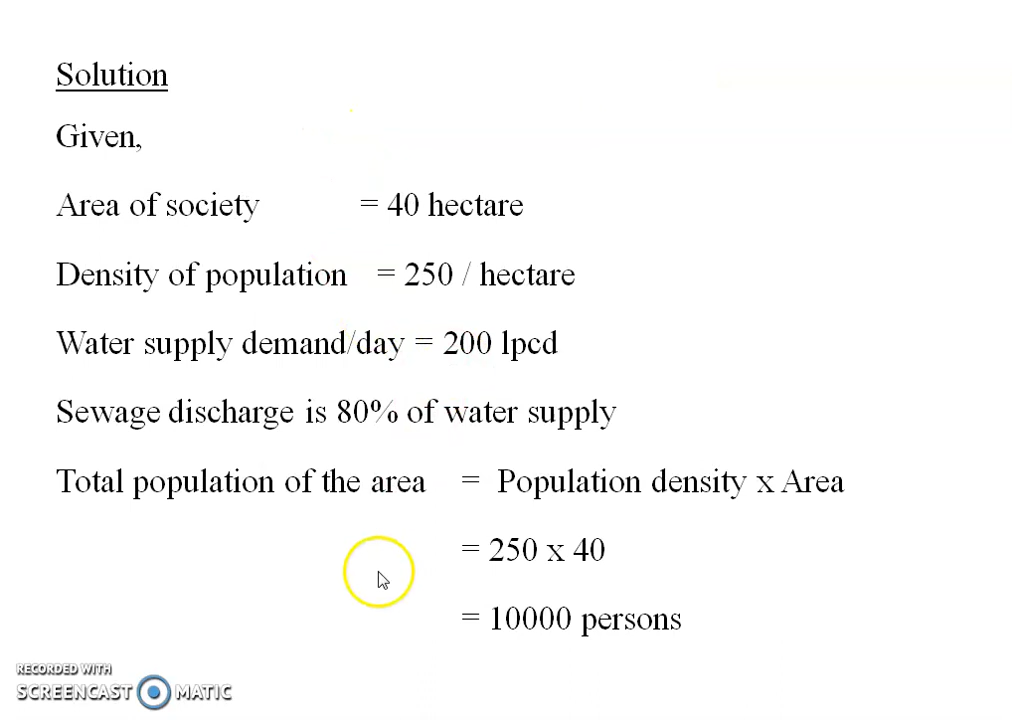 Solution
Given,
Area of society = 40 hectare
Density of population = 250 / hectare
Water supply demand/day = 200 lpcd
Sewage discharge is 80% of water supply
Total population of the area = Population density x Area
= 250 x 40
= 10000 persons
RECORDED WITH
SCREENCAST MATIC